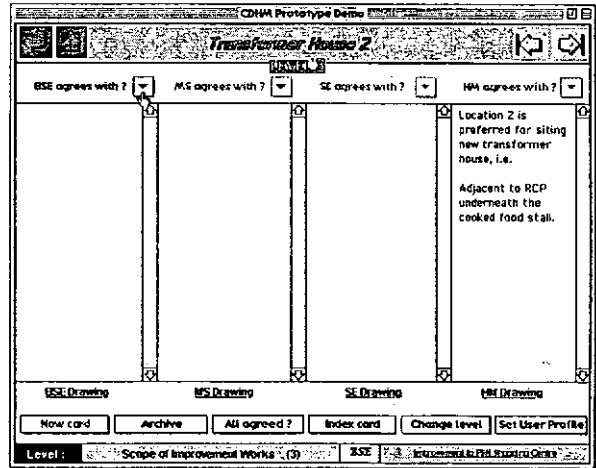 CDHM Prototype Demo
Transformer House 2
LEVEL 3
BSE agrees with ?
MS agrees with ?
SE agrees with ?
HM agrees with ?
Location 2 is
preferred for siting
new transformer
house, i.e.
Adjacent to RCP
underneath the
cooked food stall.
BSE Drawing
MS Drawing
SE Drawing
HM Drawing
New card
Archive
All agreed ?
Index card
Change level
Set User Profile
Level :
Scope of Improvement Works (3)
BSE